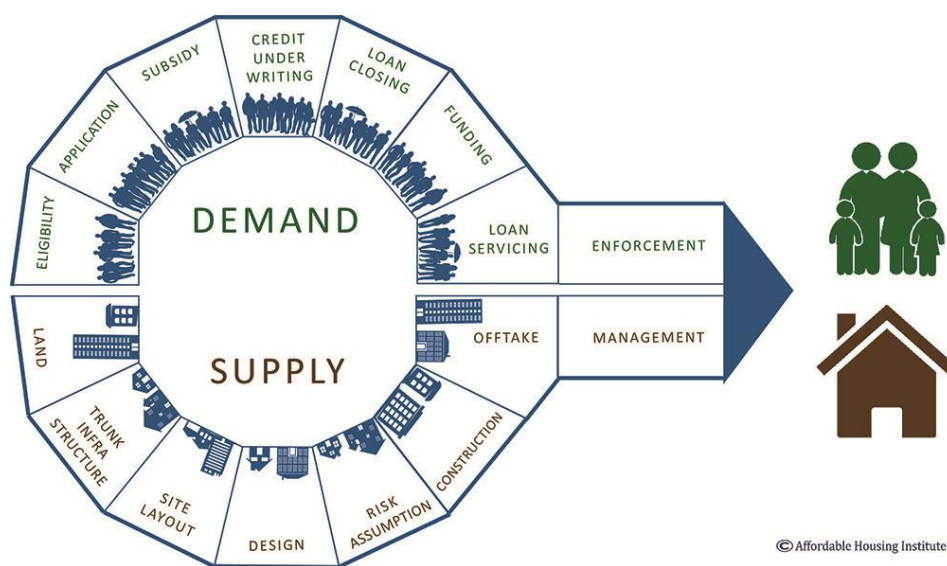 ELIGIBILITY
APPLICATION
SUBSIDY
CREDIT
UNDER
WRITING
LOAN
CLOSING
FUNDING
LOAN
SERVICING
ENFORCEMENT
DEMAND
SUPPLY
LAND
TRUNK
INFRA
STRUCTURE
SITE
LAYOUT
DESIGN
RISK
ASSUMPTION
CONSTRUCTION
OFFTAKE
MANAGEMENT
© Affordable Housing Institute